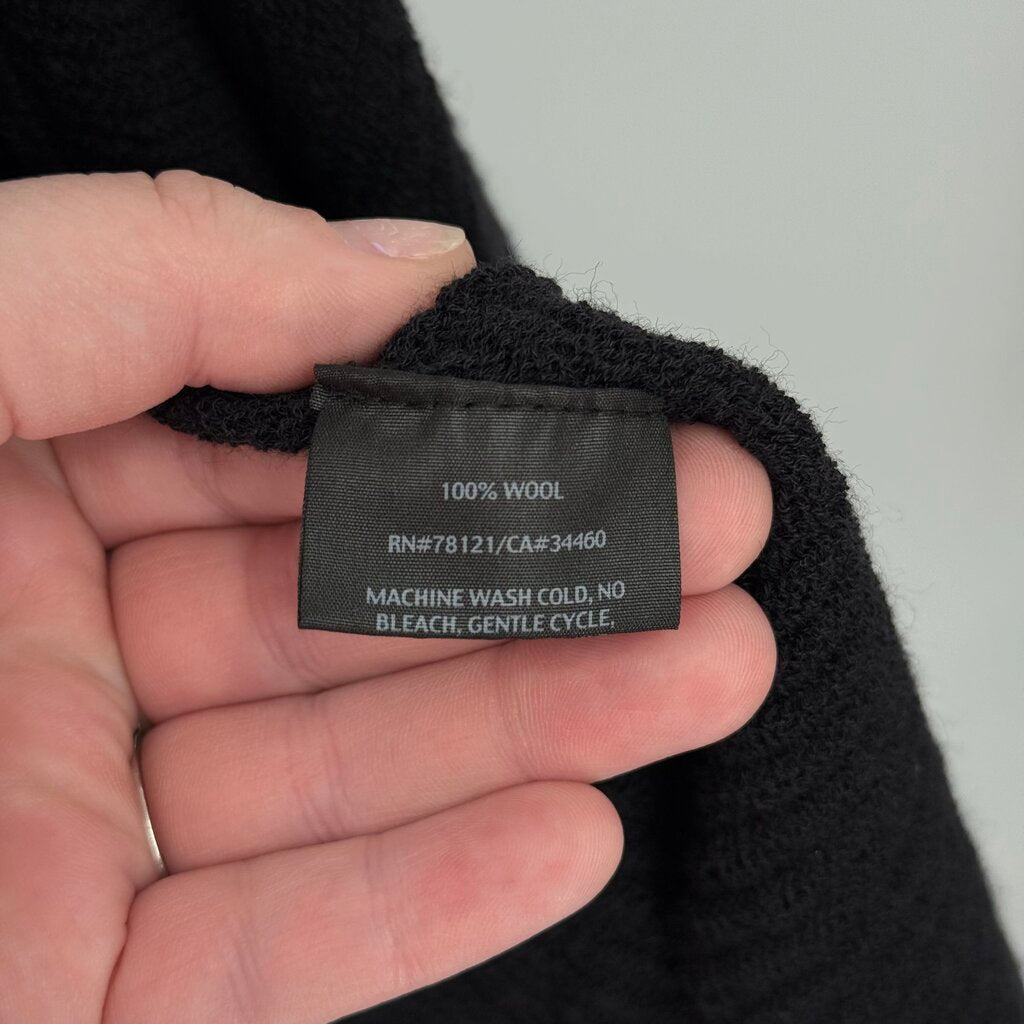 100% WOOL
RN#78121/CA#34460
MACHINE WASH COLD, NO
BLEACH, GENTLE CYCLE,